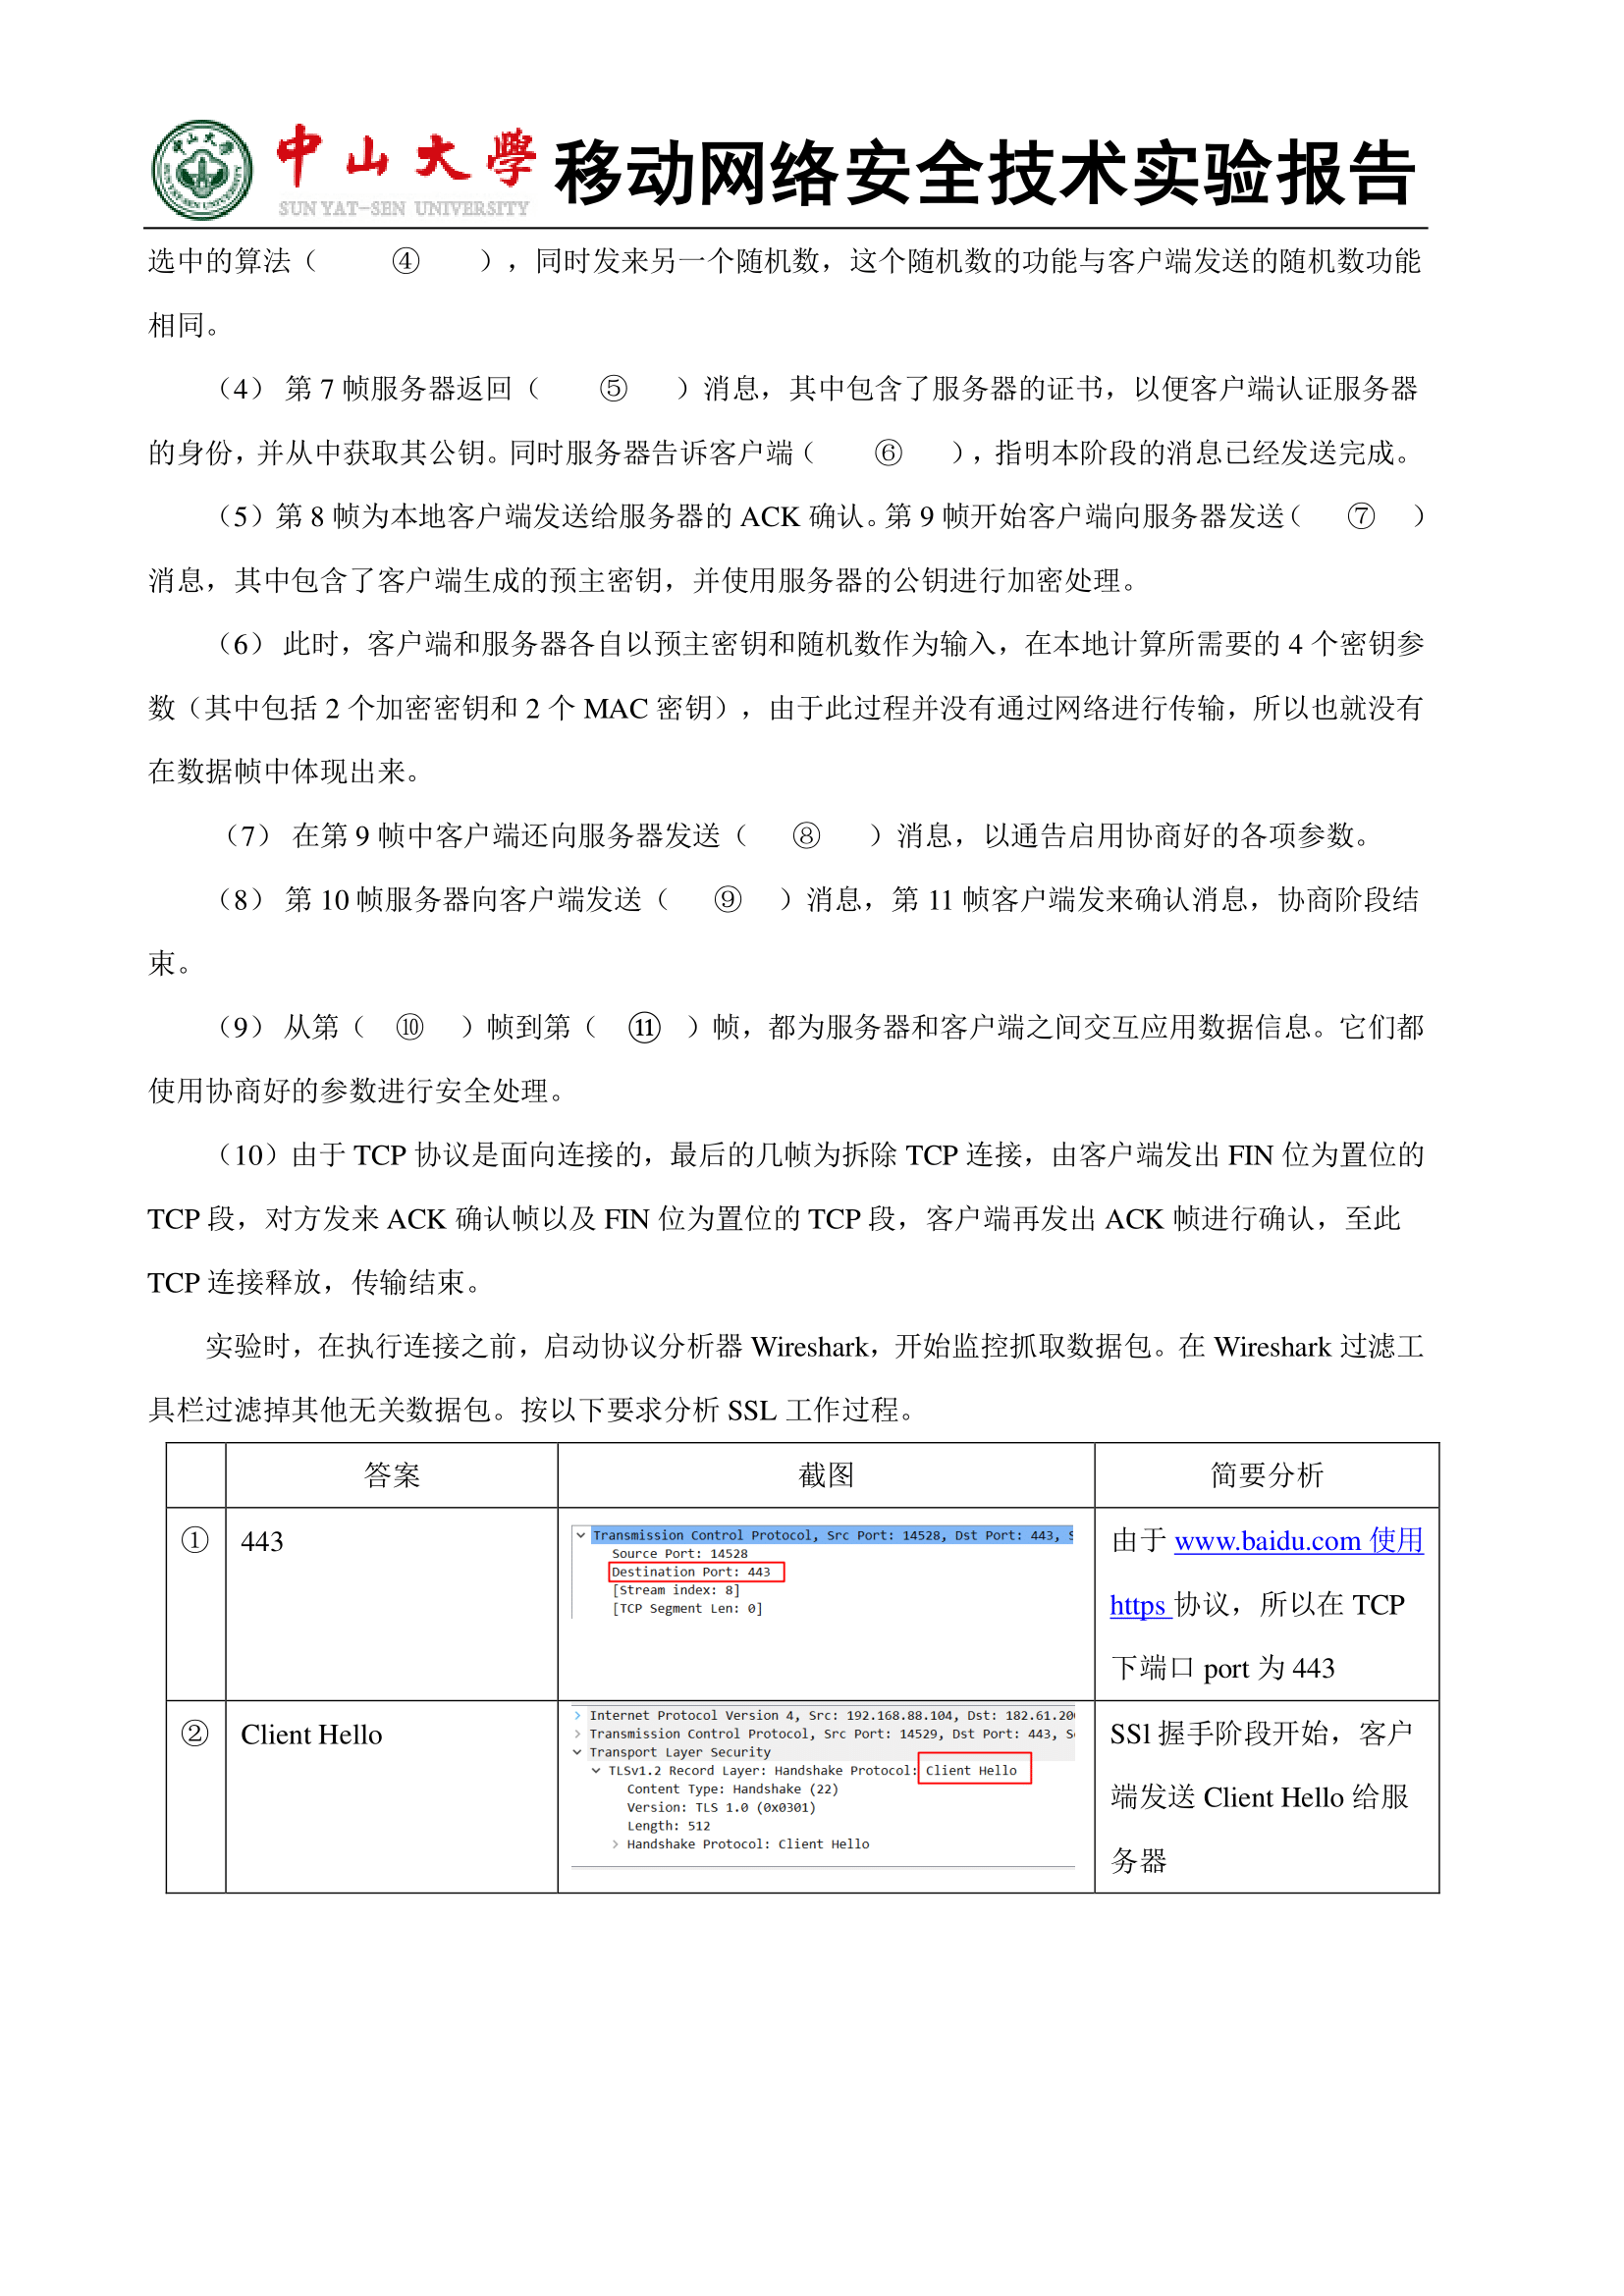 中山大學 移动网络安全技术实验报告
SUN YAT-SEN UNIVERSITY
选中的算法（ ④ ），同时发来另一个随机数，这个随机数的功能与客户端发送的随机数功能
相同。
（4） 第 7 帧服务器返回（ ⑤ ）消息，其中包含了服务器的证书，以便客户端认证服务器
的身份，并从中获取其公钥。同时服务器告诉客户端（ ⑥ ），指明本阶段的消息已经发送完成。
（5）第 8 帧为本地客户端发送给服务器的 ACK 确认。第 9 帧开始客户端向服务器发送（ ⑦ ）
消息，其中包含了客户端生成的预主密钥，并使用服务器的公钥进行加密处理。
（6） 此时，客户端和服务器各自以预主密钥和随机数作为输入，在本地计算所需要的 4 个密钥参
数（其中包括 2 个加密密钥和 2 个 MAC 密钥），由于此过程并没有通过网络进行传输，所以也就没有
在数据帧中体现出来。
（7） 在第 9 帧中客户端还向服务器发送（ ⑧ ）消息，以通告启用协商好的各项参数。
（8） 第 10 帧服务器向客户端发送（ ⑨ ）消息，第 11 帧客户端发来确认消息，协商阶段结
束。
（9） 从第（ ⑩ ）帧到第（ ⑪ ）帧，都为服务器和客户端之间交互应用数据信息。它们都
使用协商好的参数进行安全处理。
（10）由于 TCP 协议是面向连接的，最后的几帧为拆除 TCP 连接，由客户端发出 FIN 位为置位的
TCP 段，对方发来 ACK 确认帧以及 FIN 位为置位的 TCP 段，客户端再发出 ACK 帧进行确认，至此
TCP 连接释放，传输结束。
实验时，在执行连接之前，启动协议分析器 Wireshark，开始监控抓取数据包。在 Wireshark 过滤工
具栏过滤掉其他无关数据包。按以下要求分析 SSL 工作过程。
答案 截图 简要分析
① 443
Transmission Control Protocol, Src Port: 14528, Dst Port: 443, S
Source Port: 14528
Destination Port: 443
[Stream index: 8]
[TCP Segment Len: 0]
由于 www.baidu.com 使用
https 协议，所以在 TCP
下端口 port 为 443
② Client Hello
Internet Protocol Version 4, Src: 192.168.88.104, Dst: 182.61.20
Transmission Control Protocol, Src Port: 14529, Dst Port: 443, S
Transport Layer Security
TLSv1.2 Record Layer: Handshake Protocol: Client Hello
Content Type: Handshake (22)
Version: TLS 1.0 (0x0301)
Length: 512
Handshake Protocol: Client Hello
SSl 握手阶段开始，客户
端发送 Client Hello 给服
务器